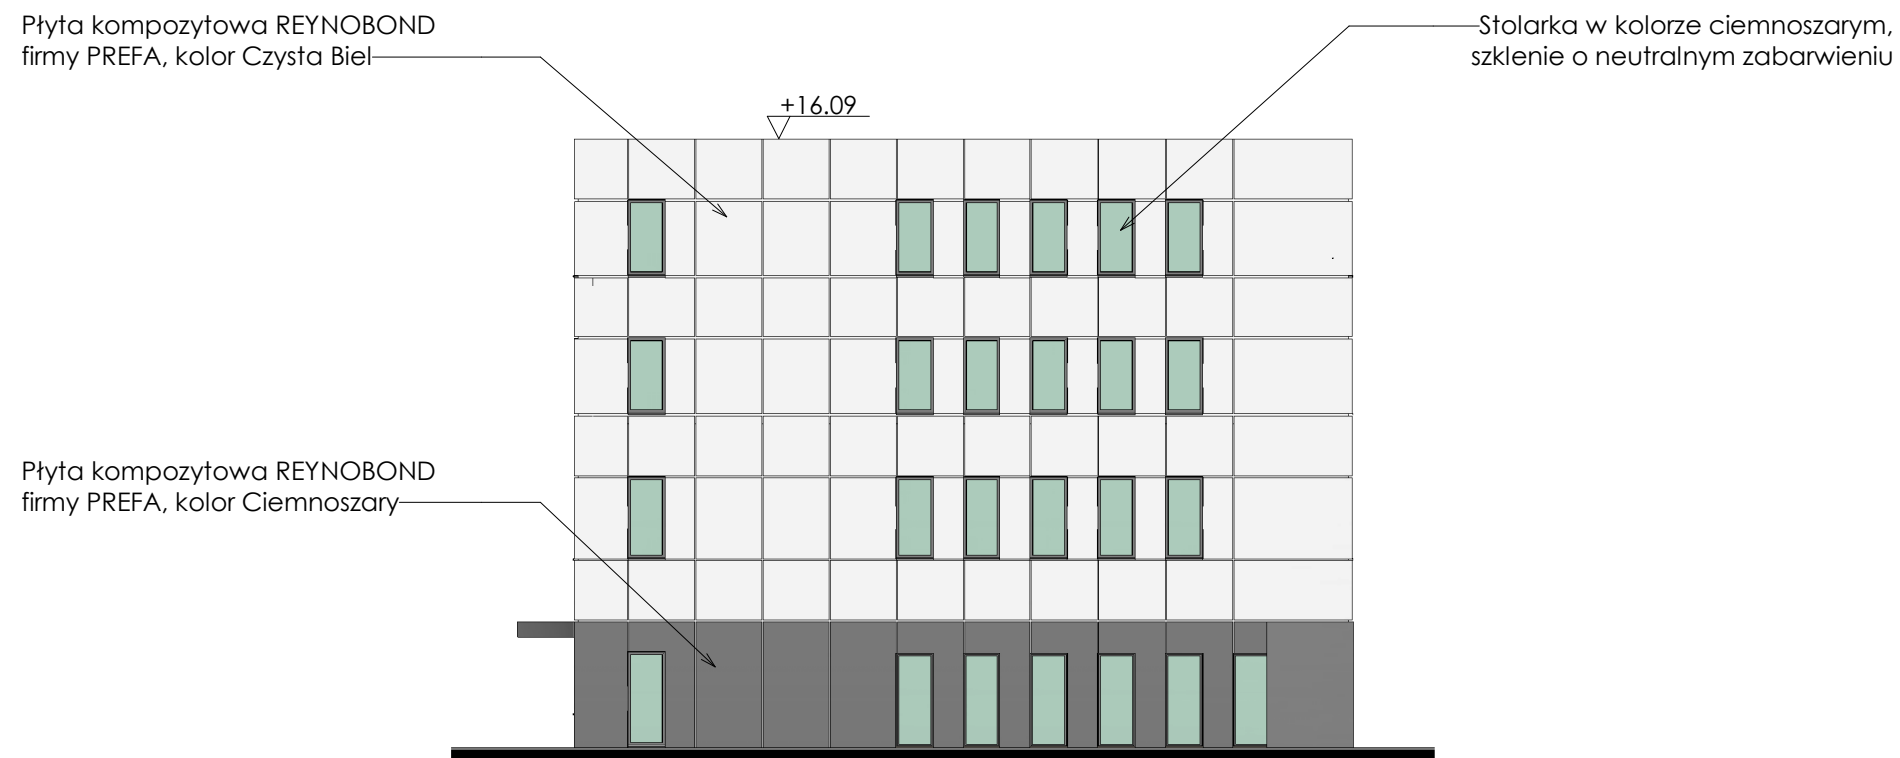 Płyta kompozytowa REYNOBOND
firmy PREFA, kolor Czysta Biel
Stolarka w kolorze ciemnoszarym,
szklenie o neutralnym zabarwieniu
+16.09
Płyta kompozytowa REYNOBOND
firmy PREFA, kolor Ciemnoszary